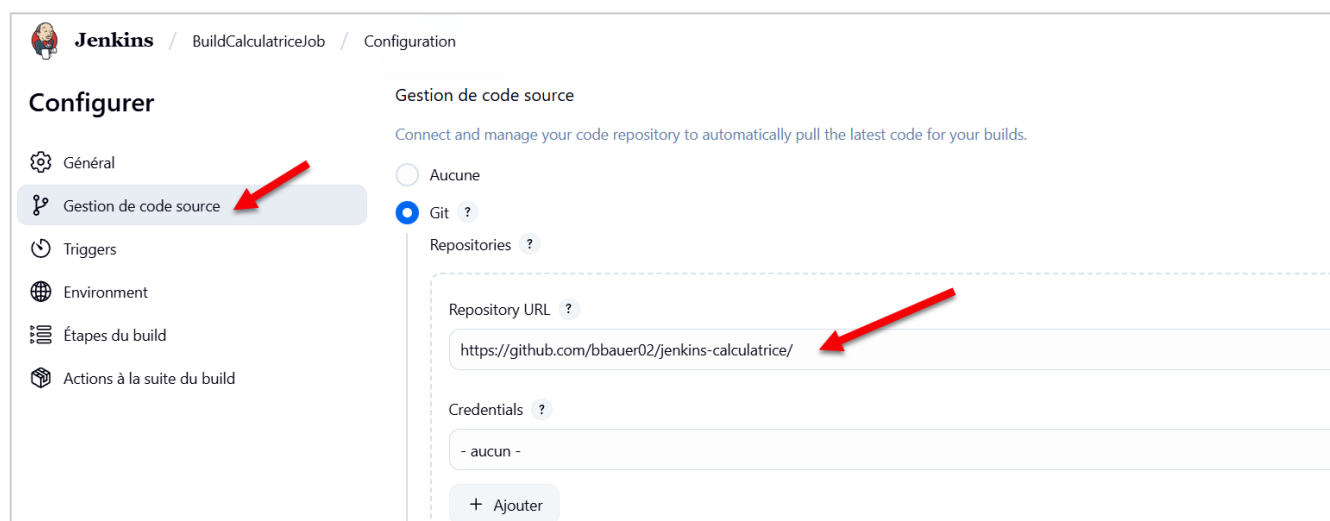 Jenkins / BuildCalculatriceJob / Configuration
Configurer
Général
Gestion de code source
Triggers
Environment
Étapes du build
Actions à la suite du build
Gestion de code source
Connect and manage your code repository to automatically pull the latest code for your builds.
Aucune
Git ?
Repositories ?
Repository URL ?
https://github.com/bbauer02/jenkins-calculatrice/
Credentials ?
- aucun -
+ Ajouter